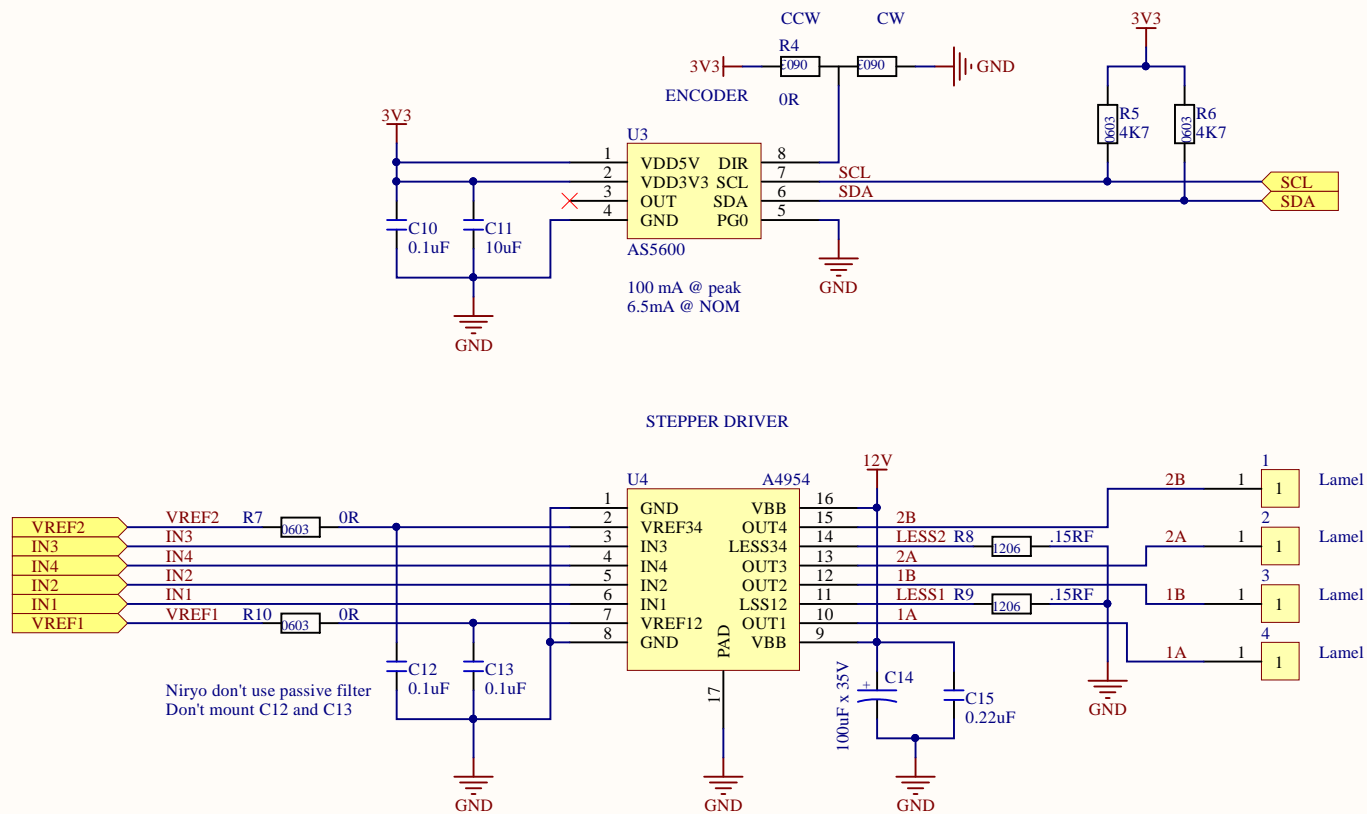 CCW CW
3V3
R4
3V3 0603 0603 GND
ENCODER 0R
3V3
U3
R5 R6
0603 4K7 0603 4K7
1 VDD5V DIR 8
2 VDD3V3 SCL 7 SCL SCL
3 OUT SDA 6 SDA SDA
4 GND PG0 5
C10 C11
0.1uF 10uF
AS5600
100 mA @ peak
6.5mA @ NOM
GND
GND
STEPPER DRIVER
12V
U4 A4954
1 GND VBB 16
VREF2 VREF2 R7 0603 0R 2 VREF34 OUT4 15 2B
IN3 IN3 3 IN3 LESS34 14 LESS2 R8 1206 .15RF
IN4 IN4 4 IN4 OUT3 13 2A
IN2 IN2 5 IN2 OUT2 12 1B
IN1 IN1 6 IN1 LSS12 11 LESS1 R9 1206 .15RF
VREF1 VREF1 R10 0603 0R 7 VREF12 OUT1 10 1A
8 GND VBB 9
PAD
17
1
2B 1 1 Lamel
2
2A 1 1 Lamel
3
1B 1 1 Lamel
4
1A 1 1 Lamel
C12 C13
0.1uF 0.1uF
Niryo don't use passive filter
Don't mount C12 and C13
+ C14
100uF x 35V
C15
0.22uF
GND
GND
GND
GND